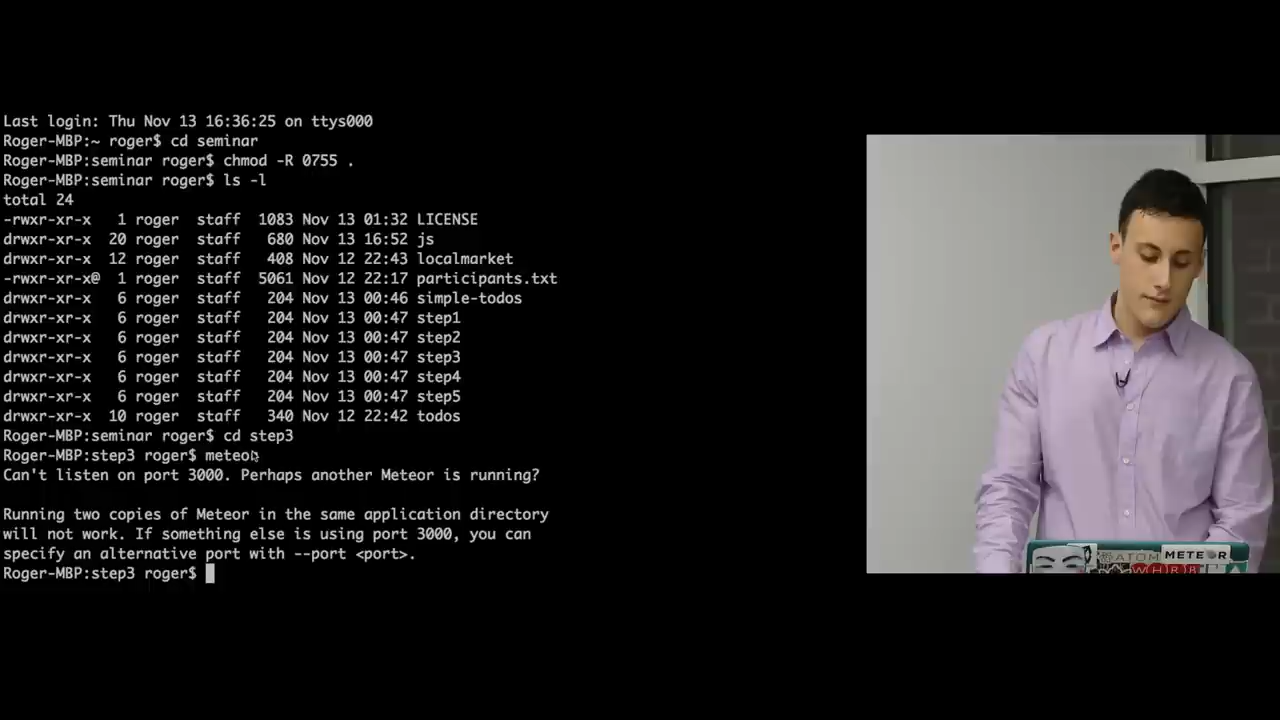 Last login: Thu Nov 13 16:36:25 on ttys000
Roger-MBP:~ roger$ cd seminar
Roger-MBP:seminar roger$ chmod -R 0755 .
Roger-MBP:seminar roger$ ls -l
total 24
-rwxr-xr-x   1 roger  staff  1083 Nov 13 01:32 LICENSE
drwxr-xr-x  20 roger  staff   680 Nov 13 16:52 js
drwxr-xr-x  12 roger  staff   408 Nov 12 22:43 localmarket
-rwxr-xr-x@  1 roger  staff  5061 Nov 12 22:17 participants.txt
drwxr-xr-x   6 roger  staff   204 Nov 13 00:46 simple-todos
drwxr-xr-x   6 roger  staff   204 Nov 13 00:47 step1
drwxr-xr-x   6 roger  staff   204 Nov 13 00:47 step2
drwxr-xr-x   6 roger  staff   204 Nov 13 00:47 step3
drwxr-xr-x   6 roger  staff   204 Nov 13 00:47 step4
drwxr-xr-x   6 roger  staff   204 Nov 13 00:47 step5
drwxr-xr-x  10 roger  staff   340 Nov 12 22:42 todos
Roger-MBP:seminar roger$ cd step3
Roger-MBP:step3 roger$ meteor
Can't listen on port 3000. Perhaps another Meteor is running?
Running two copies of Meteor in the same application directory
will not work. If something else is using port 3000, you can
specify an alternative port with --port <port>.
Roger-MBP:step3 roger$
ATOM
METEOR